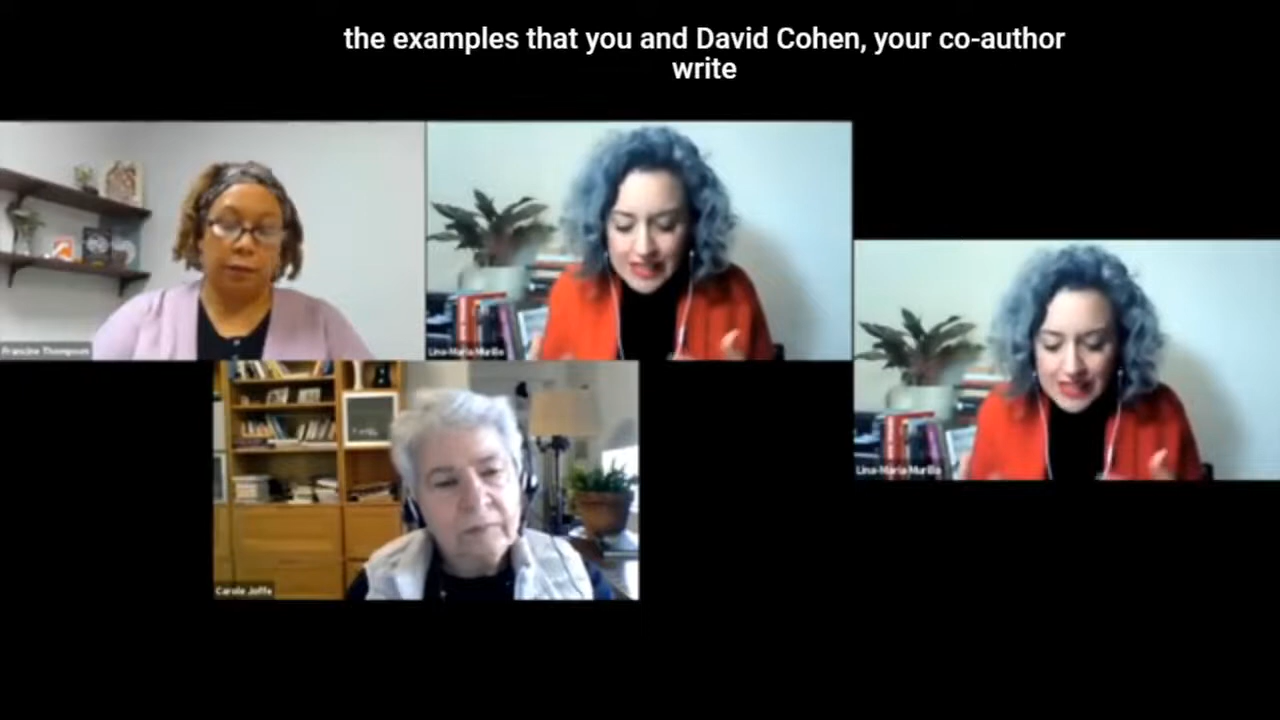 the examples that you and David Cohen, your co-author
write
Francine Thompson
Lina-Maria Murillo
Lina-Maria Murillo
Carole Joffe